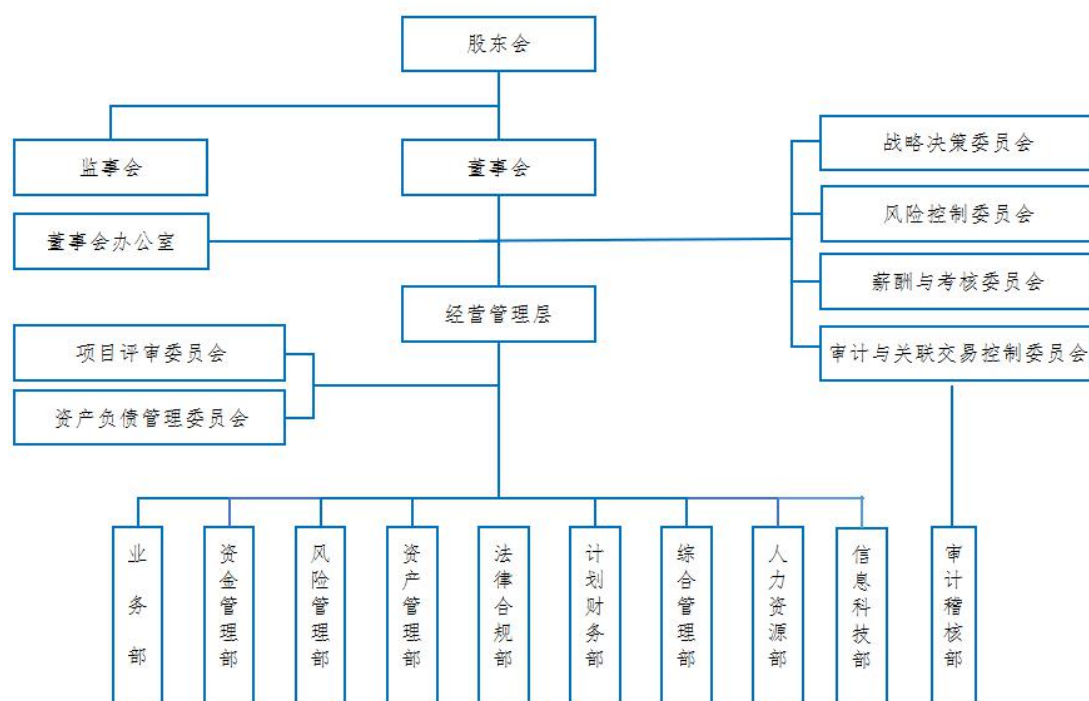 股东会
监事会
董事会
战略决策委员会
风险控制委员会
董事会办公室
薪酬与考核委员会
经营管理层
项目评审委员会
审计与关联交易控制委员会
资产负债管理委员会
业务部
资金管理部
风险管理部
资产管理部
法律合规部
计划财务部
综合管理部
人力资源部
信息科技部
审计稽核部